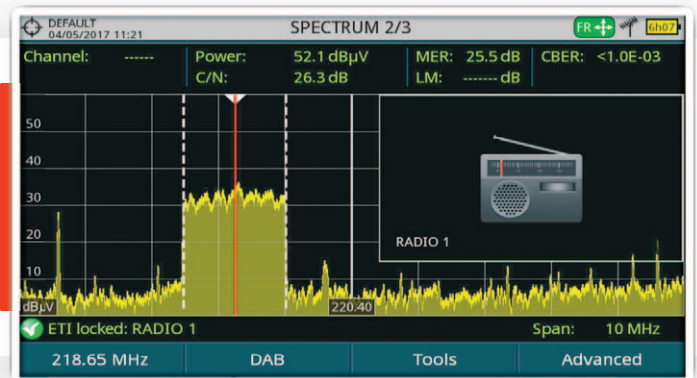 DEFAULT
04/05/2017 11:21
SPECTRUM 2/3
FR
6h07
Channel: ------ Power: 52.1 dBµV MER: 25.5 dB CBER: <1.0E-03
C/N: 26.3 dB LM: ------- dB
50
40
30
20
10
dBµV
220.40
RADIO 1
ETI locked: RADIO 1 Span: 10 MHz
218.65 MHz DAB Tools Advanced